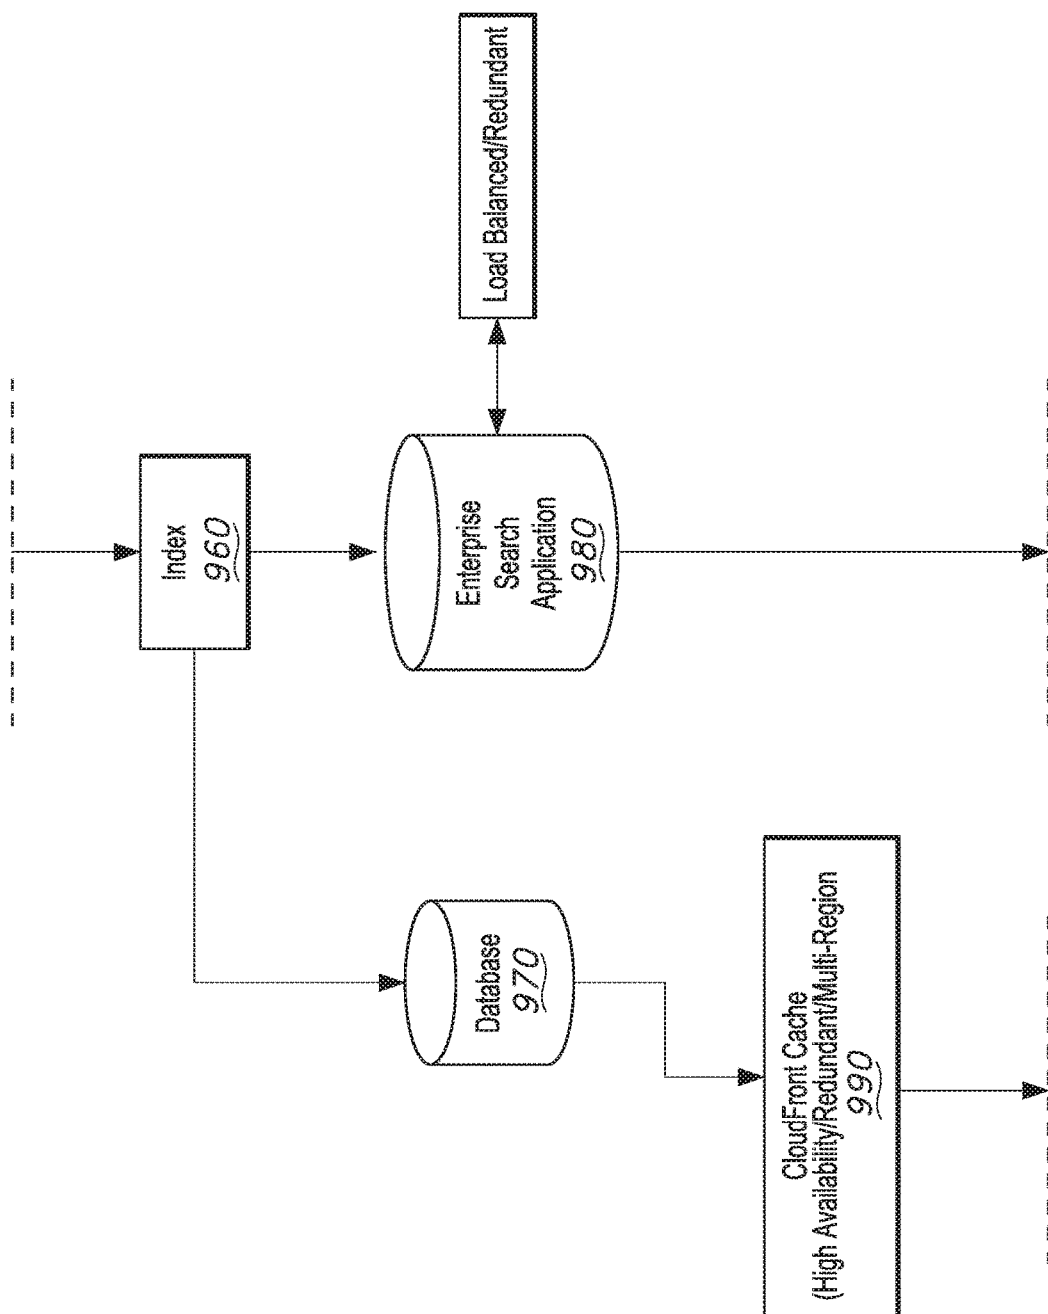 Index
960
Load Balanced/Redundant
Enterprise
Search
Application
980
Database
970
CloudFront Cache
(High Availability/Redundant/Multi-Region
990